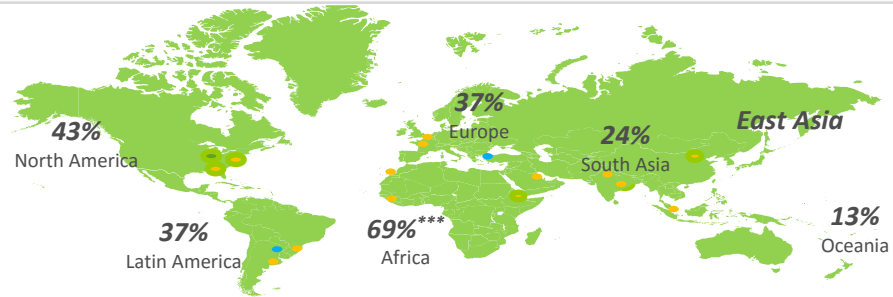 37%
Europe
43%
North America
24%
South Asia
East Asia
37%
Latin America
69%***
Africa
13%
Oceania